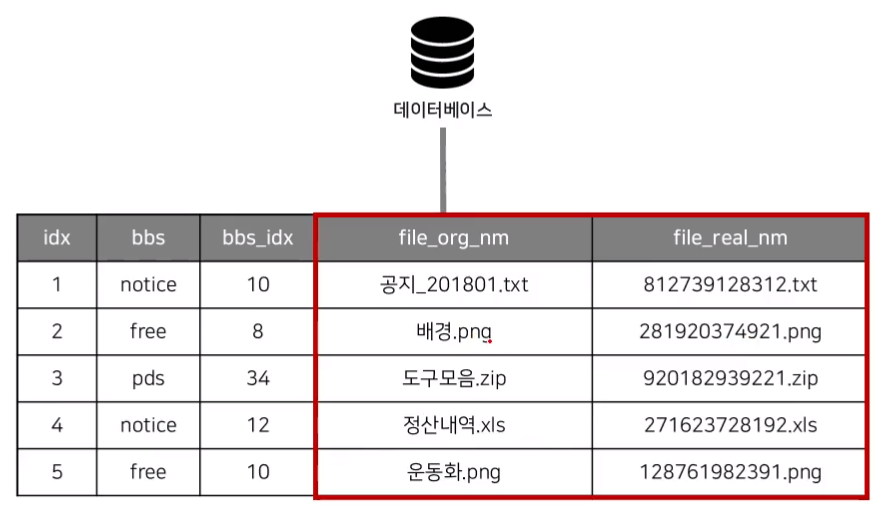 데이터베이스
idx bbs bbs_idx file_org_nm file_real_nm
1 notice 10 공지_201801.txt 812739128312.txt
2 free 8 배경.png 281920374921.png
3 pds 34 도구모음.zip 920182939221.zip
4 notice 12 정산내역.xls 271623728192.xls
5 free 10 운동화.png 128761982391.png